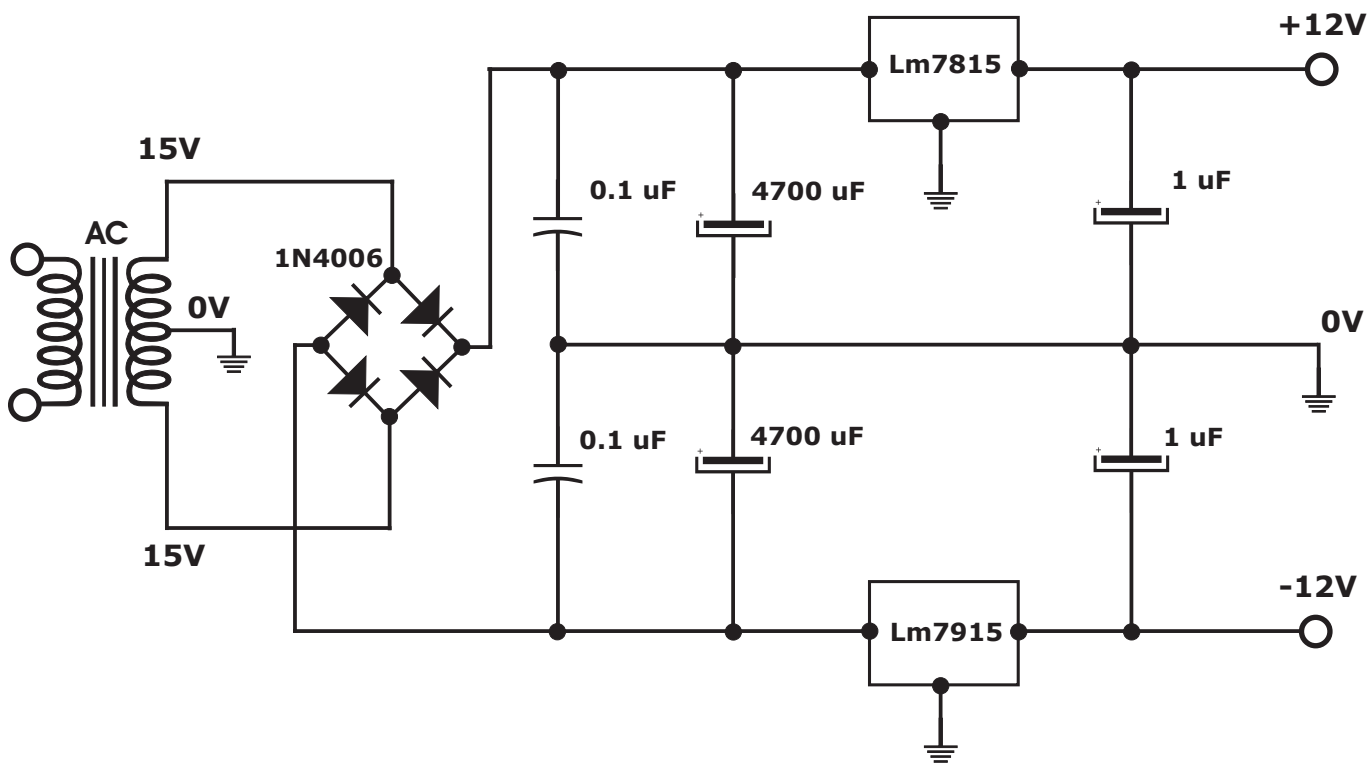 +12V
Lm7815
15V
0.1 uF
4700 uF
1 uF
AC
1N4006
0V
0V
0.1 uF
4700 uF
1 uF
15V
-12V
Lm7915